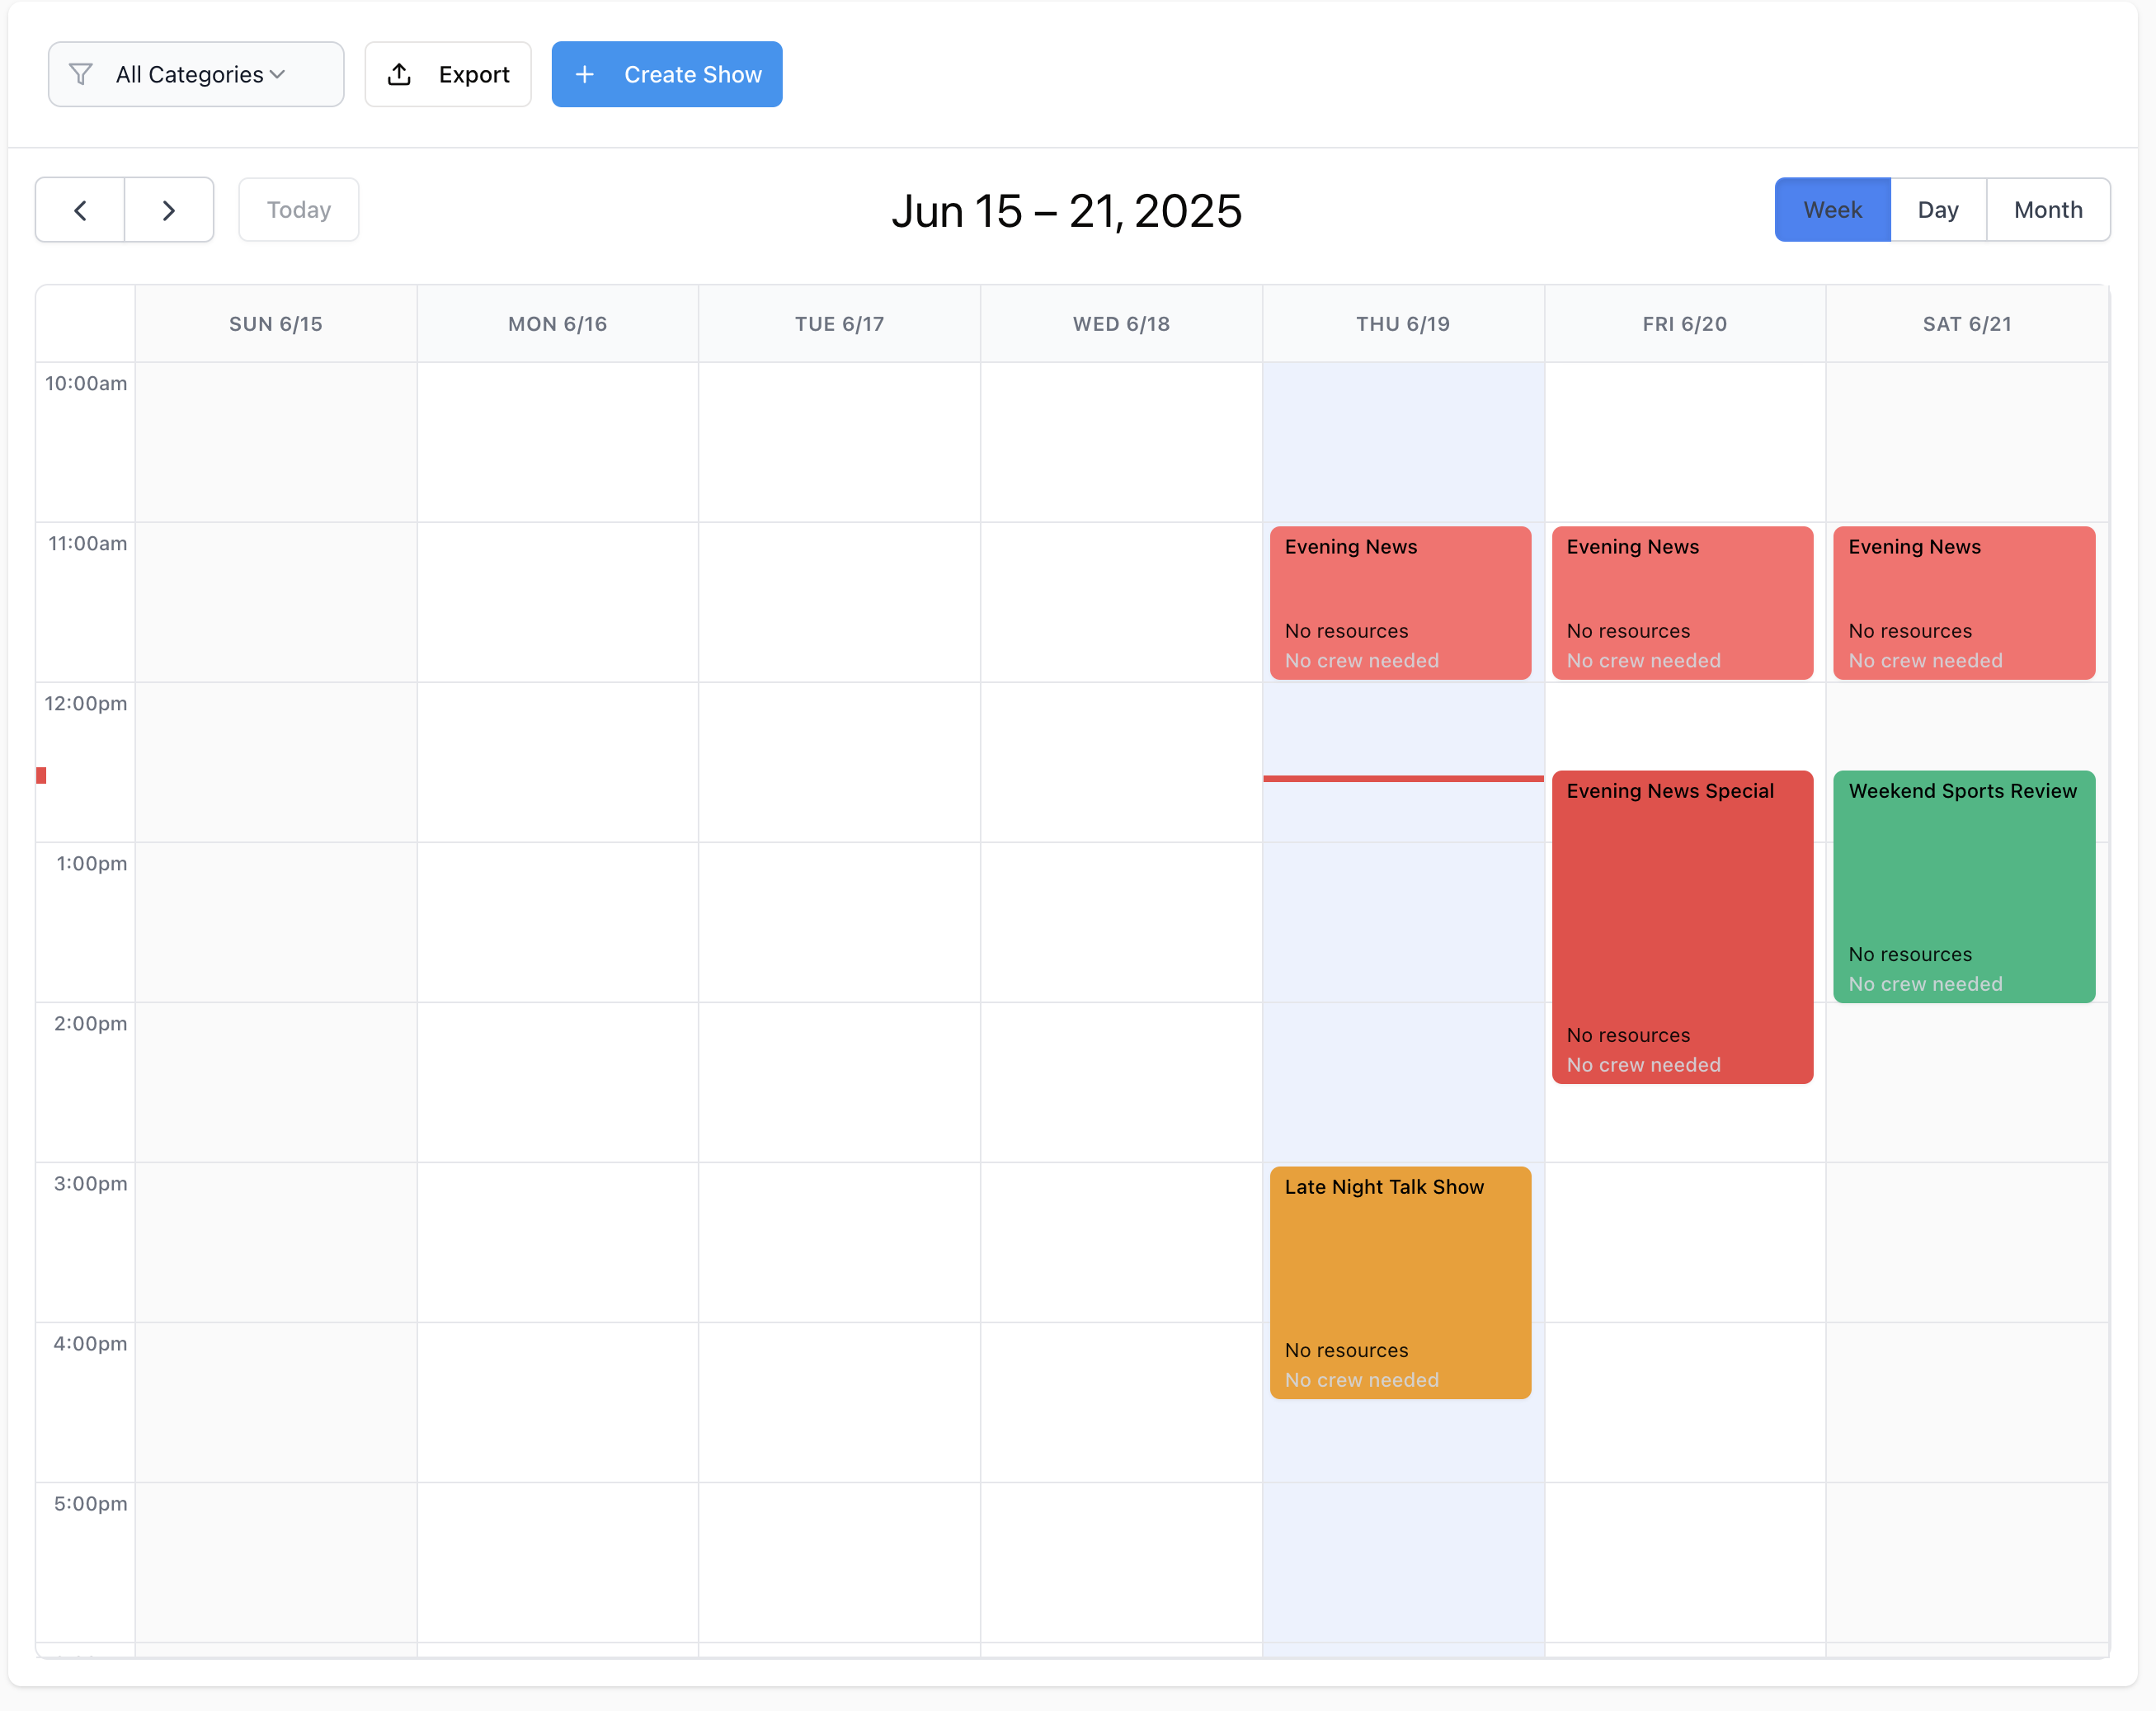 All Categories
Export
+ Create Show
Today
Jun 15 – 21, 2025
Week
Day
Month
SUN 6/15
MON 6/16
TUE 6/17
WED 6/18
THU 6/19
FRI 6/20
SAT 6/21
10:00am
11:00am
Evening News
No resources
No crew needed
Evening News
No resources
No crew needed
Evening News
No resources
No crew needed
12:00pm
Evening News Special
No resources
No crew needed
Weekend Sports Review
No resources
No crew needed
1:00pm
2:00pm
3:00pm
Late Night Talk Show
No resources
No crew needed
4:00pm
5:00pm